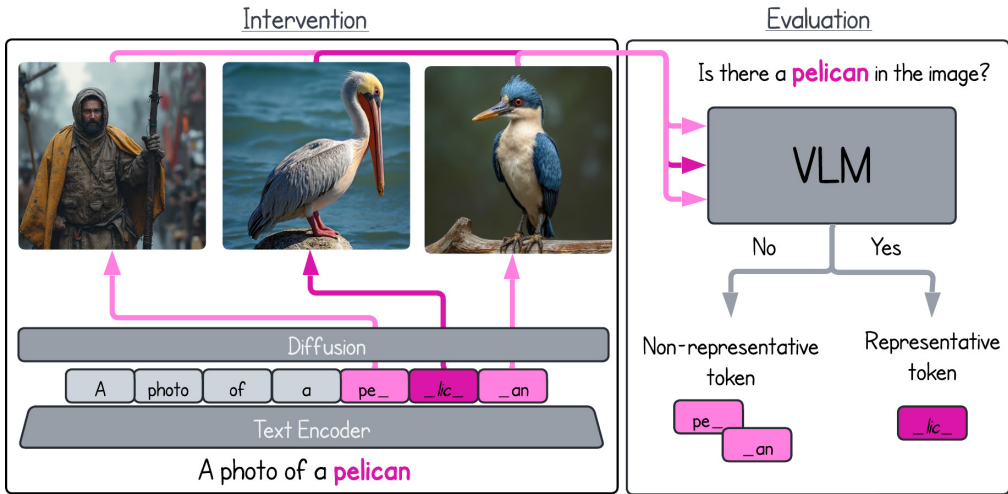 Intervention
Evaluation
Is there a pelican in the image?
VLM
No
Yes
Diffusion
Non-representative
token
Representative
token
A photo of a pe_ _lic_ _an
pe_
_an
_lic_
Text Encoder
A photo of a pelican